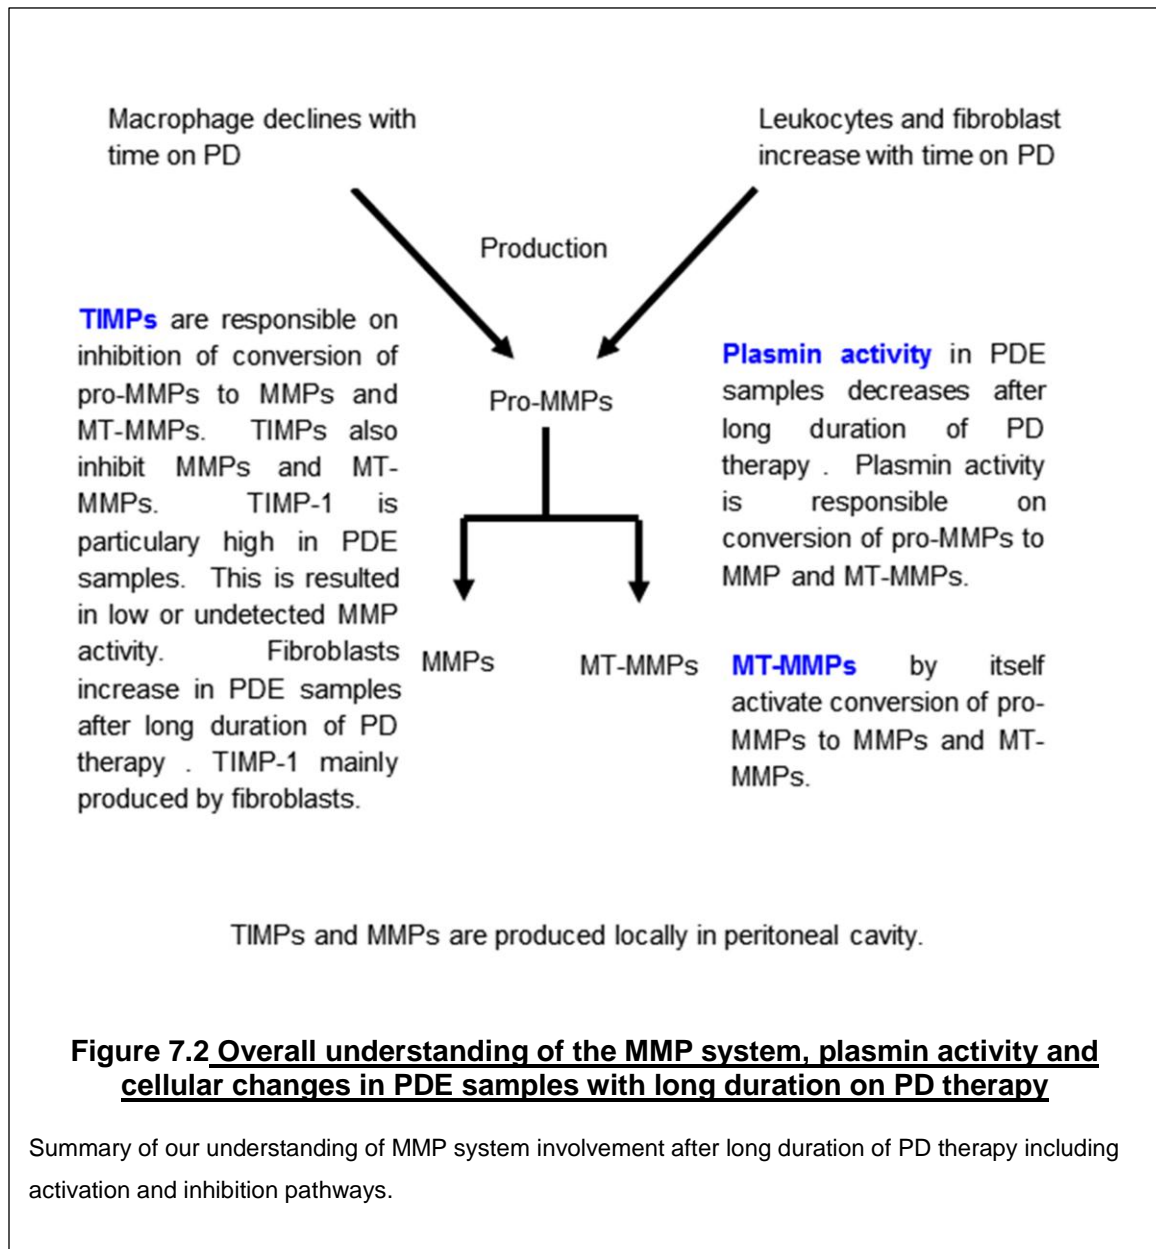 Macrophage declines with
time on PD
Leukocytes and fibroblast
increase with time on PD
Production
TIMPs are responsible on
inhibition of conversion of
pro-MMPs to MMPs and
MT-MMPs. TIMPs also
inhibit MMPs and MT-
MMPs. TIMP-1 is
particulary high in PDE
samples. This is resulted
in low or undetected MMP
activity. Fibroblasts
increase in PDE samples
after long duration of PD
therapy . TIMP-1 mainly
produced by fibroblasts.
Pro-MMPs
Plasmin activity in PDE
samples decreases after
long duration of PD
therapy . Plasmin activity
is responsible on
conversion of pro-MMPs to
MMP and MT-MMPs.
MMPs
MT-MMPs
MT-MMPs by itself
activate conversion of pro-
MMPs to MMPs and MT-
MMPs.
TIMPs and MMPs are produced locally in peritoneal cavity.
Figure 7.2 Overall understanding of the MMP system, plasmin activity and
cellular changes in PDE samples with long duration on PD therapy
Summary of our understanding of MMP system involvement after long duration of PD therapy including
activation and inhibition pathways.